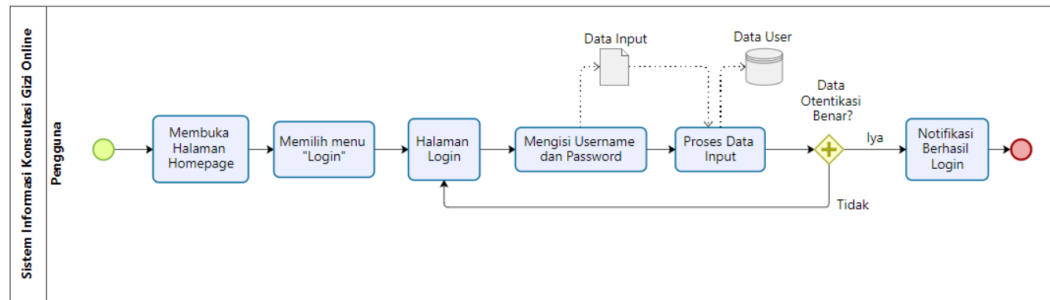 Sistem Informasi Konsultasi Gizi Online
Pengguna
Membuka
Halaman
Homepage
Memilih menu
"Login"
Halaman
Login
Data Input
Mengisi Username
dan Password
Data User
Proses Data
Input
Data
Otentikasi
Benar?
Iya
Tidak
Notifikasi
Berhasil
Login